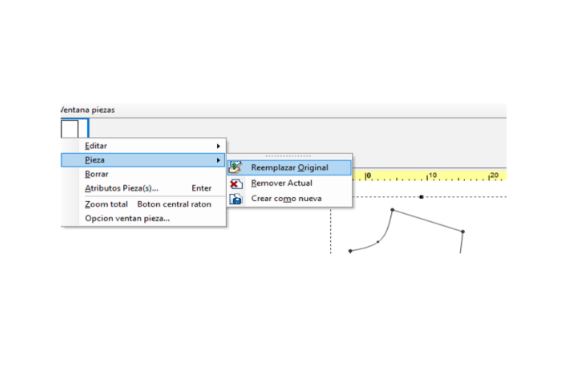 Ventana piezas
Editar
Pieza
Borrar
Atributos Pieza(s)... Enter
Zoom total Boton central raton
Opcion ventan pieza...
Reemplazar Original
Remover Actual
Crear como nueva
0 10 20